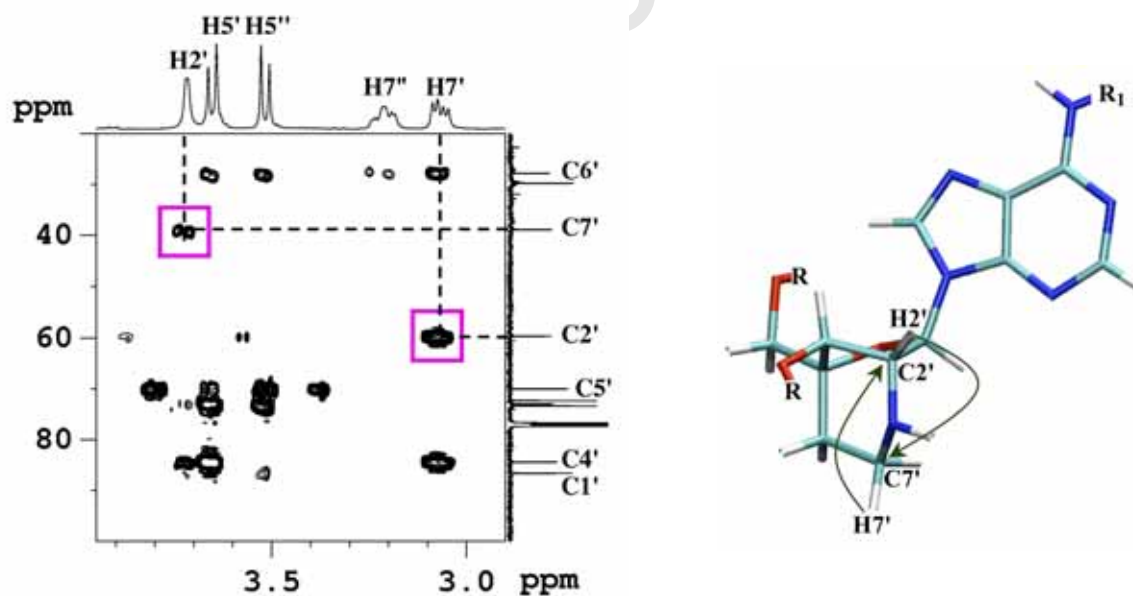 H2' H5' H5'' H7" H7'
ppm
40
60
80
3.5 3.0 ppm
C6'
C7'
C2'
C5'
C4'
C1'
R₁
R
H2'
R
C2'
C7'
H7'